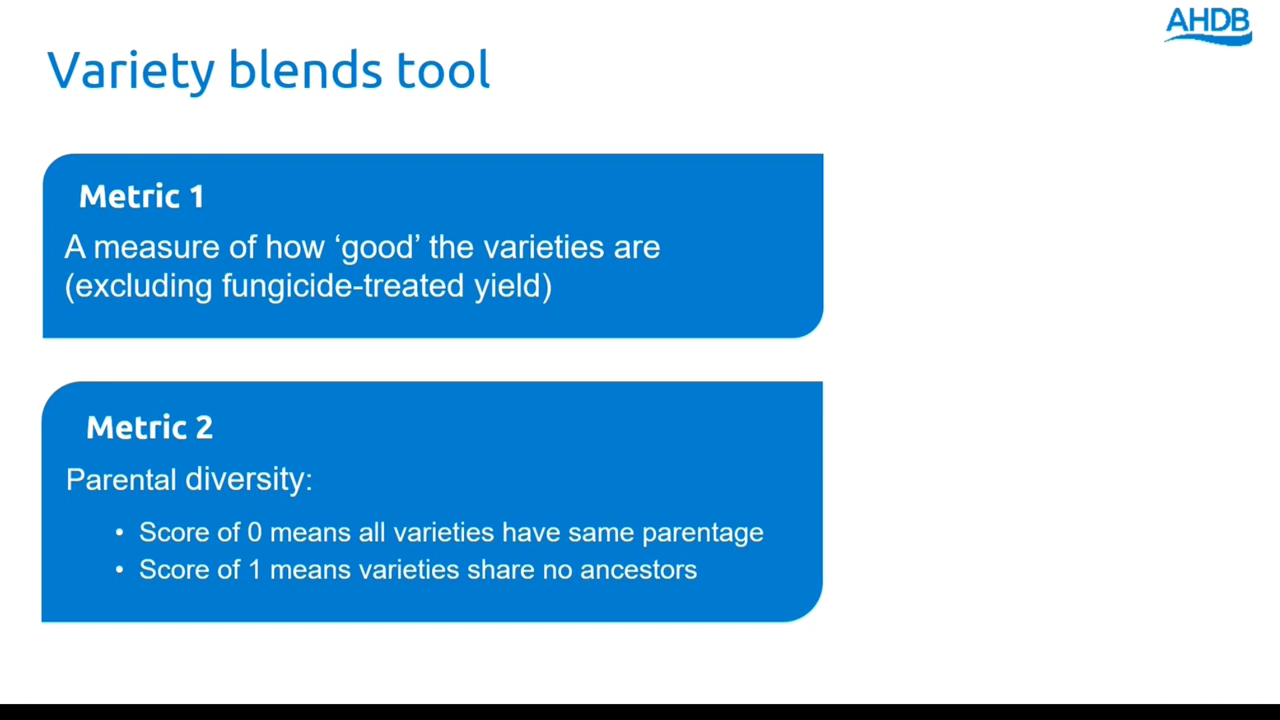 AHDB
Variety blends tool
Metric 1
A measure of how ‘good’ the varieties are
(excluding fungicide-treated yield)
Metric 2
Parental diversity:
• Score of 0 means all varieties have same parentage
• Score of 1 means varieties share no ancestors